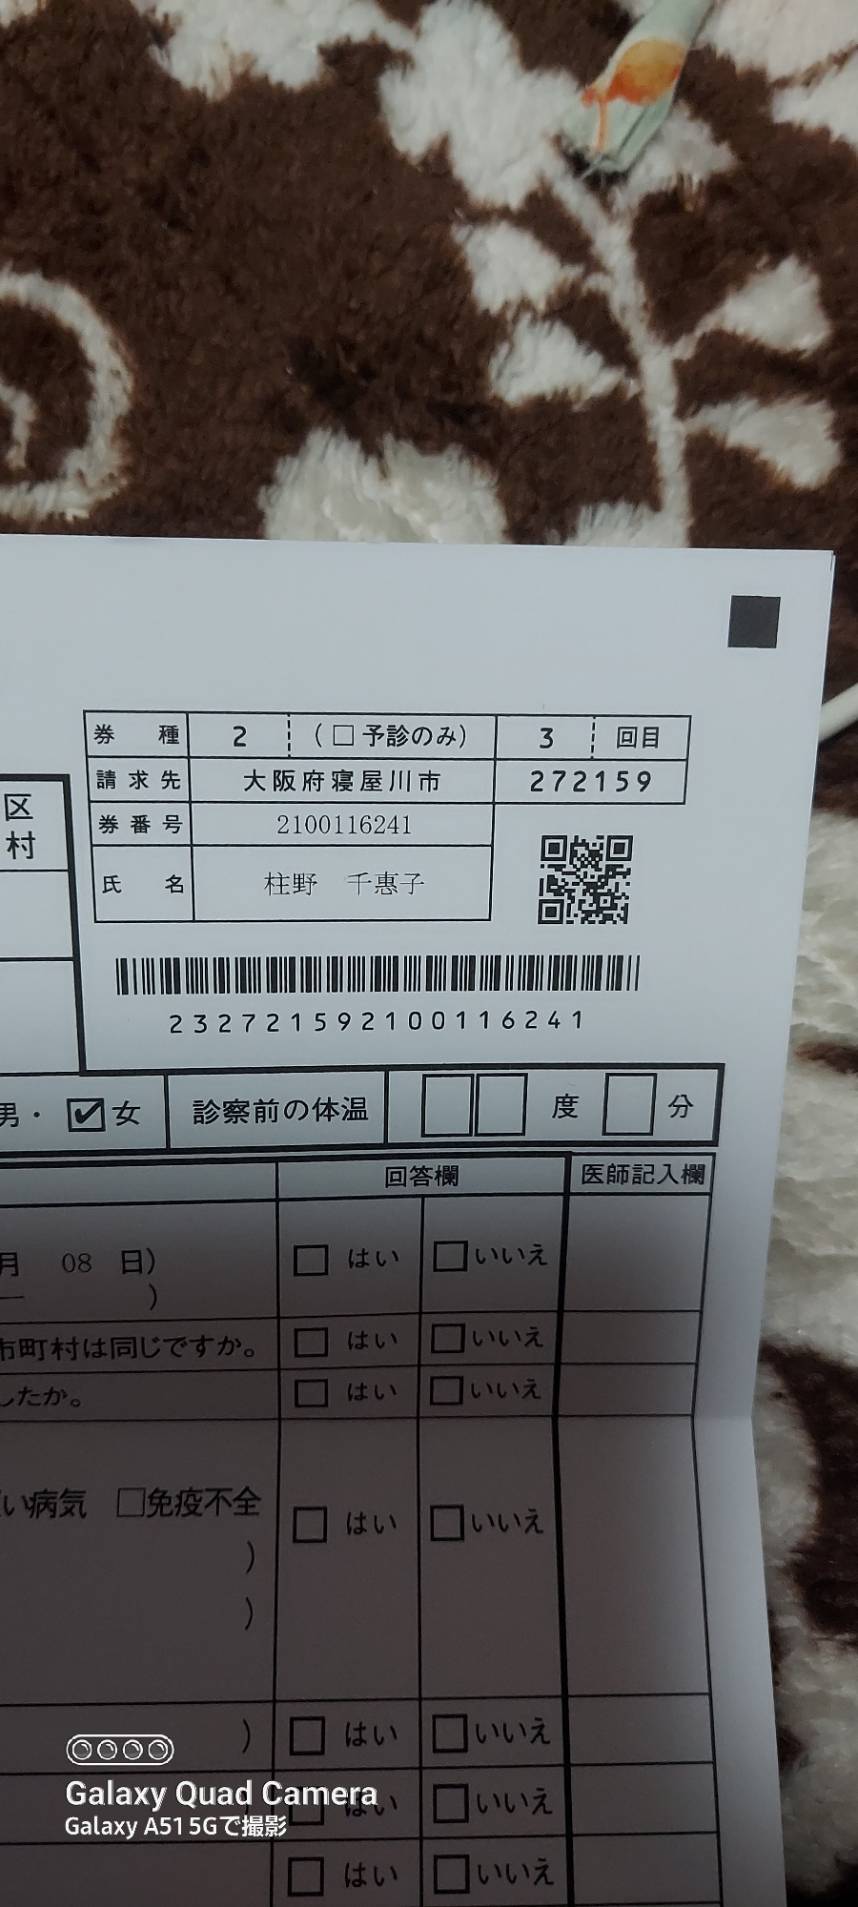 券種 2 (□予診のみ) 3 回目
請求先 大阪府寝屋川市 272159
券番号 2100116241
氏名 柱野 千惠子
区
村
232721592100116241
男・ ☑ 女 診察前の体温 度 分
回答欄 医師記入欄
月 08 日)
)
□ はい □ いいえ
市町村は同じですか。 □ はい □ いいえ
したか。 □ はい □ いいえ
い病気 □免疫不全
□ はい □ いいえ
)
)
) □ はい □ いいえ
□ はい □ いいえ
□ はい □ いいえ
Galaxy Quad Camera
Galaxy A51 5Gで撮影